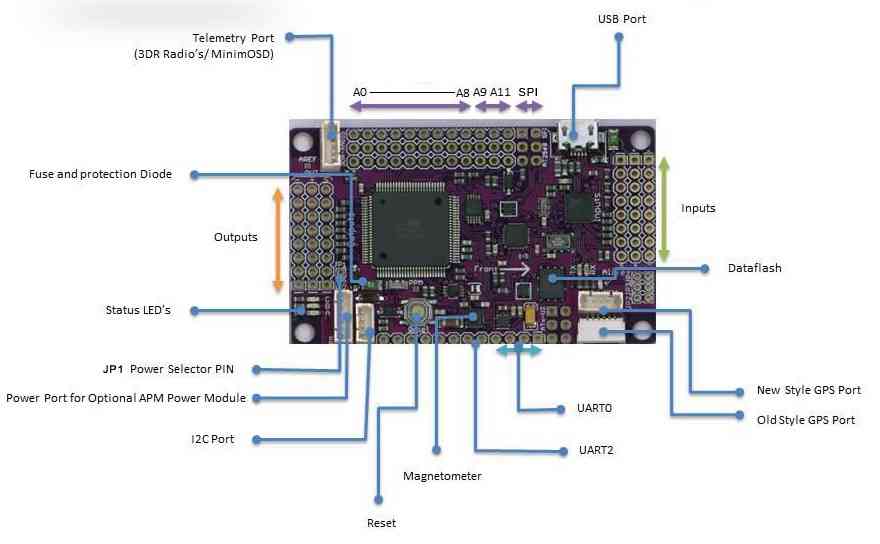 USB Port
Telemetry Port
(3DR Radio's/ MinimOSD)
A0
A8 A9 A11 SPI
Fuse and protection Diode
Inputs
Outputs
Front
Dataflash
Status LED's
JP1 Power Selector PIN
New Style GPS Port
Power Port for Optional APM Power Module
UART0
Old Style GPS Port
I2C Port
UART2
Magnetometer
Reset